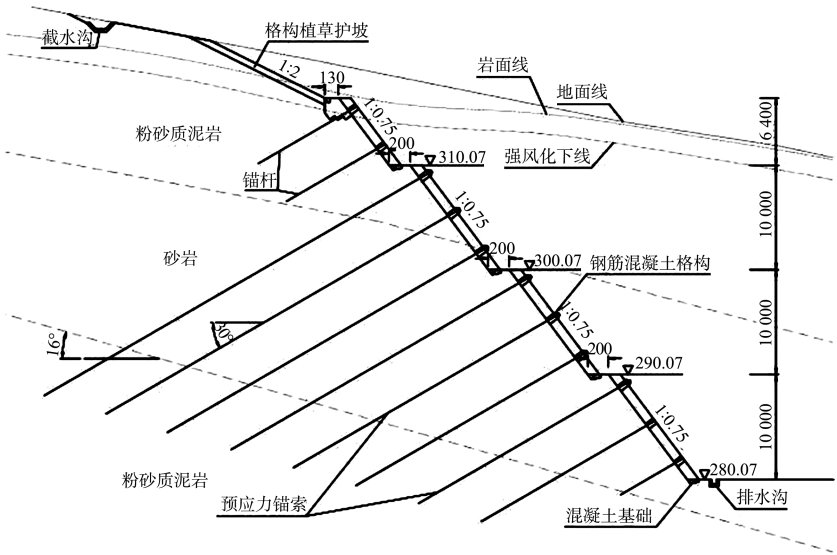 截水沟
格构植草护坡
1:2
130
岩面线
地面线
6 400
1:0.75
粉砂质泥岩
200
310.07
强风化下线
锚杆
10 000
1:0.75
砂岩
200
300.07
钢筋混凝土格构
30°
16°
1:0.75
10 000
200
290.07
1:0.75
10 000
粉砂质泥岩
预应力锚索
280.07
混凝土基础
排水沟